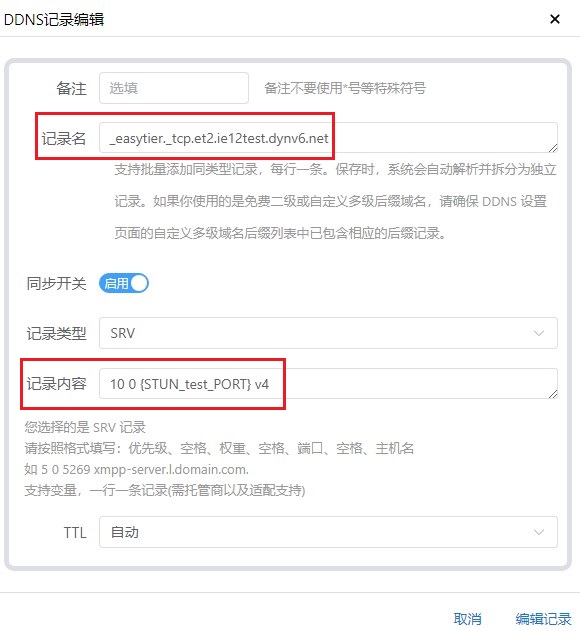 DDNS记录编辑
备注 选填 备注不要使用*号等特殊符号
记录名 _easytier._tcp.et2.ie12test.dynv6.net
支持批量添加同类型记录，每行一条。保存时，系统会自动解析并拆分为独立
记录。如果你使用的是免费二级或自定义多级后缀域名，请确保 DDNS 设置
页面的自定义多级域名后缀列表中已包含相应的后缀记录。
同步开关 启用
记录类型 SRV
记录内容 10 0 {STUN_test_PORT} v4
您选择的是 SRV 记录
请按照格式填写：优先级、空格、权重、空格、端口、空格、主机名
如 5 0 5269 xmpp-server.l.domain.com.
支持变量，一行一条记录(需托管商以及适配支持)
TTL 自动
取消 编辑记录